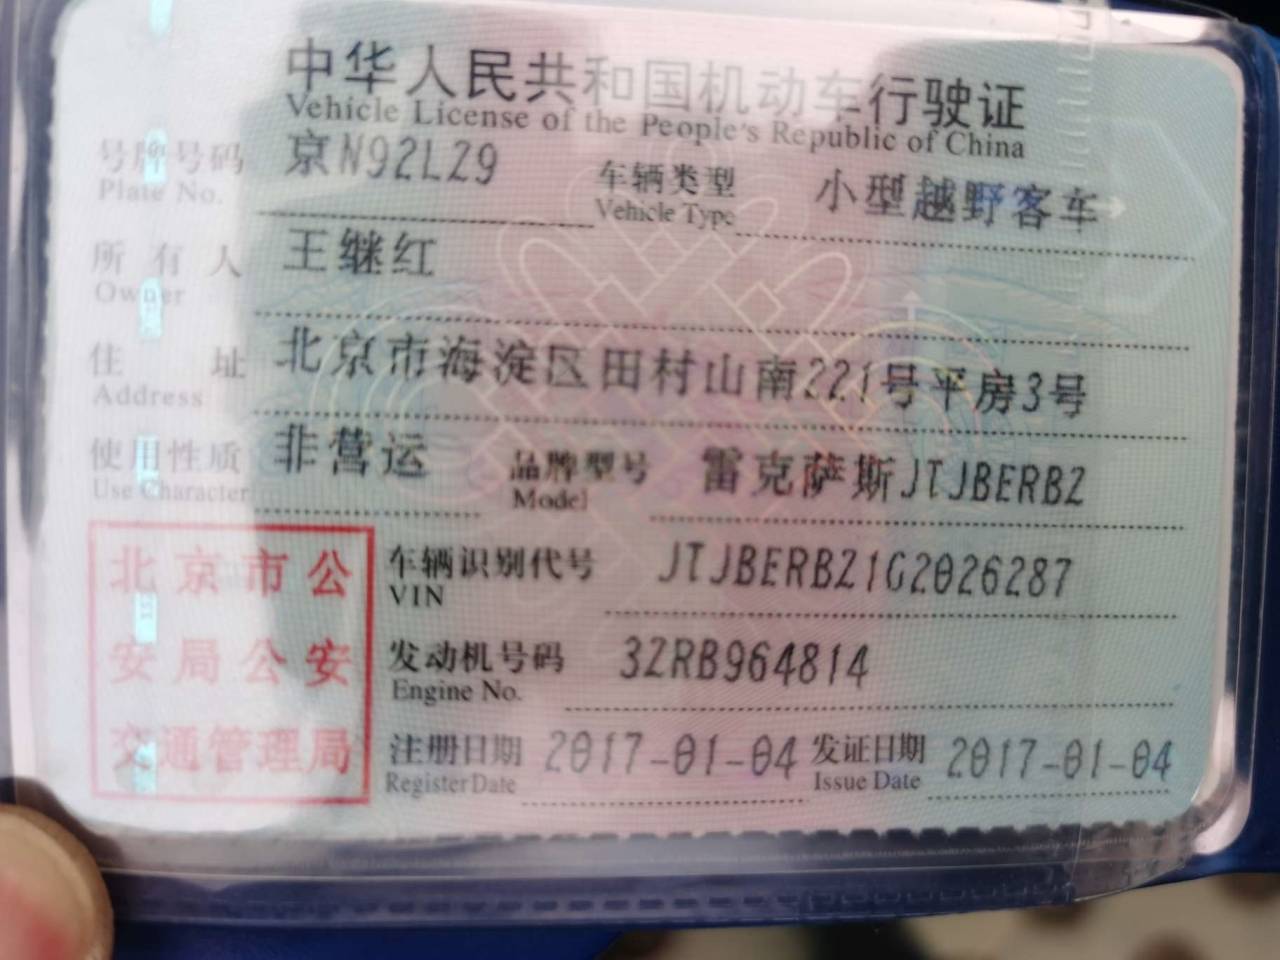 中华人民共和国机动车行驶证
Vehicle License of the People's Republic of China
号牌号码 京N92LZ9 车辆类型 小型越野客车
Plate No. Vehicle Type
所有人 王继红
Owner
住址 北京市海淀区田村山南221号平房3号
Address
使用性质 非营运 品牌型号 雷克萨斯JTJBERBZ
Use Character Model
北京市公 车辆识别代号 JTJBERBZ1G2026287
VIN
安局公安 发动机号码 3ZRB964814
Engine No.
交通管理局 注册日期 2017-01-04 发证日期 2017-01-04
Register Date Issue Date